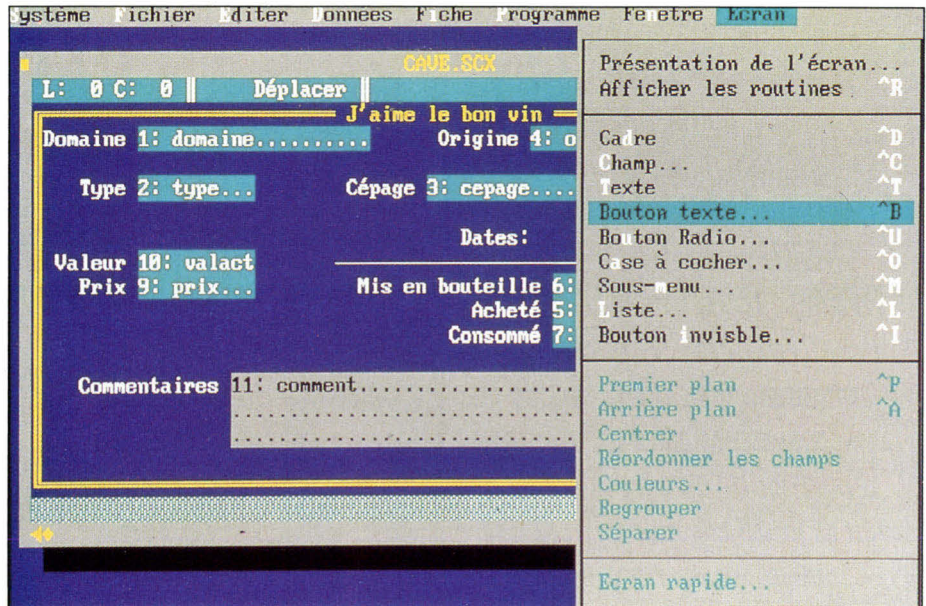 Système Fichier Editer Donnees Fiche Programme Fenetre Ecran
CAVE.SCX
L: 0 C: 0 Déplacer
J'aime le bon vin
Domaine 1: domaine.......... Origine 4: o
Type 2: type... Cépage 3: cepage....
Dates:
Valeur 10: valact
Prix 9: prix... Mis en bouteille 6:
Acheté 5:
Consommé 7:
Commentaires 11: comment...................
Présentation de l'écran...
Afficher les routines ^R
Cadre ^D
Champ... ^C
Texte ^T
Bouton texte... ^B
Bouton Radio... ^U
Case à cocher... ^O
Sous-menu... ^M
Liste... ^L
Bouton invisble... ^I
Premier plan ^P
Arrière plan ^A
Centrer
Réordonner les champs
Couleurs...
Regrouper
Séparer
Ecran rapide...